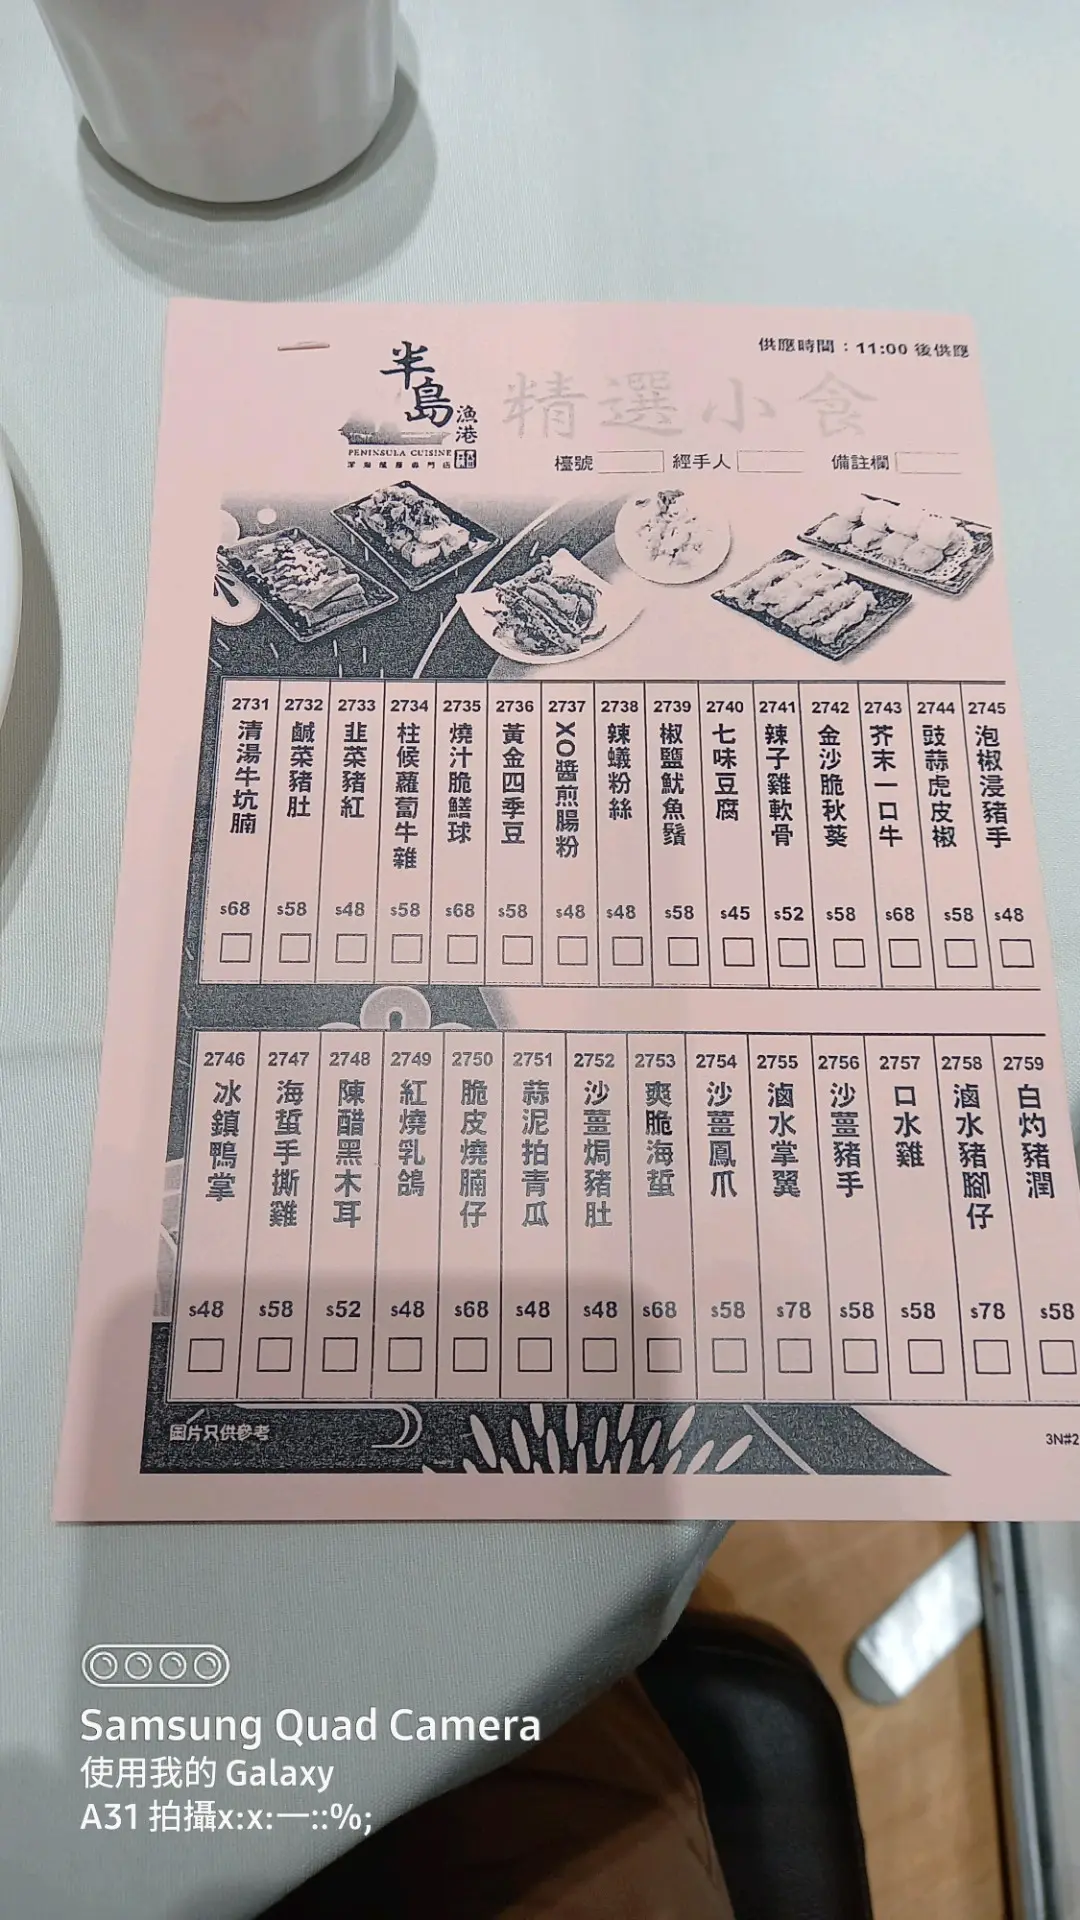 供應時間：11:00 後供應
半島
漁港
PENINSULA CUISINE
精選小食
檯號
經手人
備註欄
2731 清湯牛坑腩 $68
2732 鹹菜豬肚 $58
2733 韭菜豬紅 $48
2734 柱候蘿蔔牛雜 $58
2735 燒汁脆鱔球 $68
2736 黃金四季豆 $58
2737 XO醬煎腸粉 $48
2738 辣蟻粉絲 $48
2739 椒鹽魷魚鬚 $58
2740 七味豆腐 $45
2741 辣子雞軟骨 $52
2742 金沙脆秋葵 $58
2743 芥末一口牛 $68
2744 豉蒜虎皮椒 $58
2745 泡椒浸豬手 $48
2746 冰鎮鴨掌 $48
2747 海蜇手撕雞 $58
2748 陳醋黑木耳 $52
2749 紅燒乳鴿 $48
2750 脆皮燒腩仔 $68
2751 蒜泥拍青瓜 $48
2752 沙薑焗豬肚 $48
2753 爽脆海蜇 $68
2754 沙薑鳳爪 $58
2755 滷水掌翼 $78
2756 沙薑豬手 $58
2757 口水雞 $58
2758 滷水豬腳仔 $78
2759 白灼豬潤 $58
图片只供參考
3N#2
Samsung Quad Camera
使用我的 Galaxy
A31 拍攝x:x:一::%;